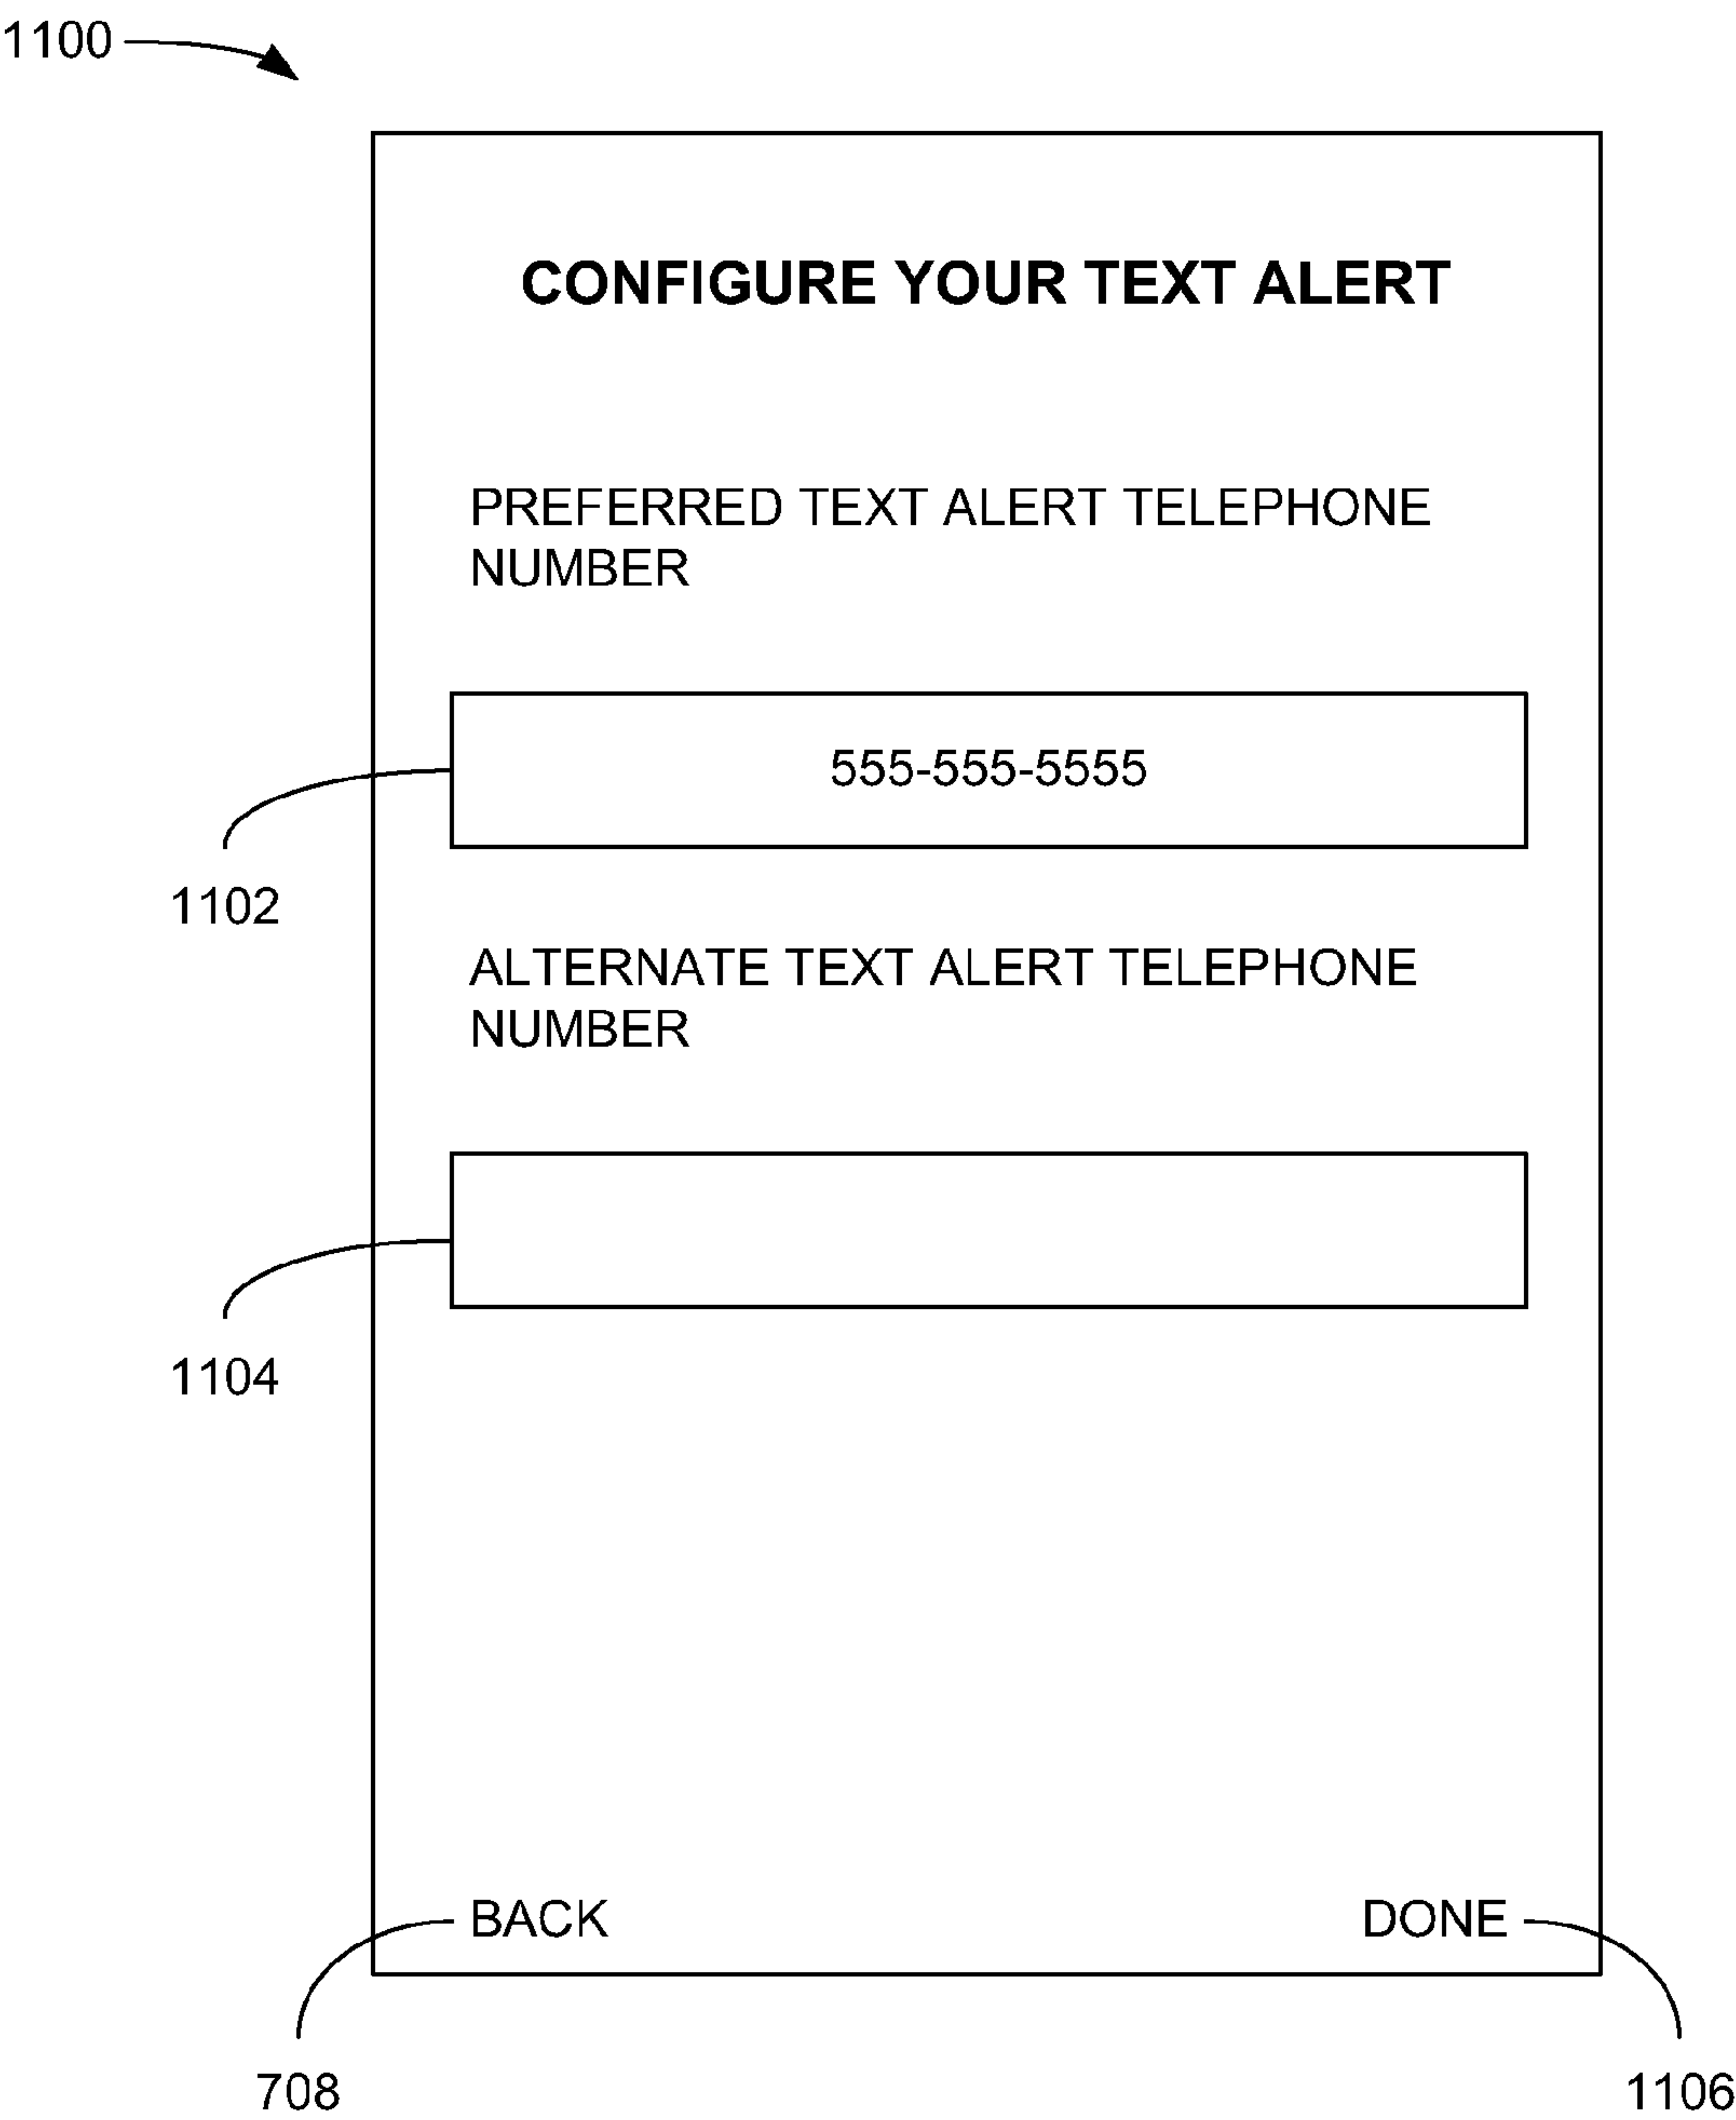 1100
CONFIGURE YOUR TEXT ALERT
PREFERRED TEXT ALERT TELEPHONE
NUMBER
555-555-5555
1102
ALTERNATE TEXT ALERT TELEPHONE
NUMBER
1104
BACK
DONE
708
1106